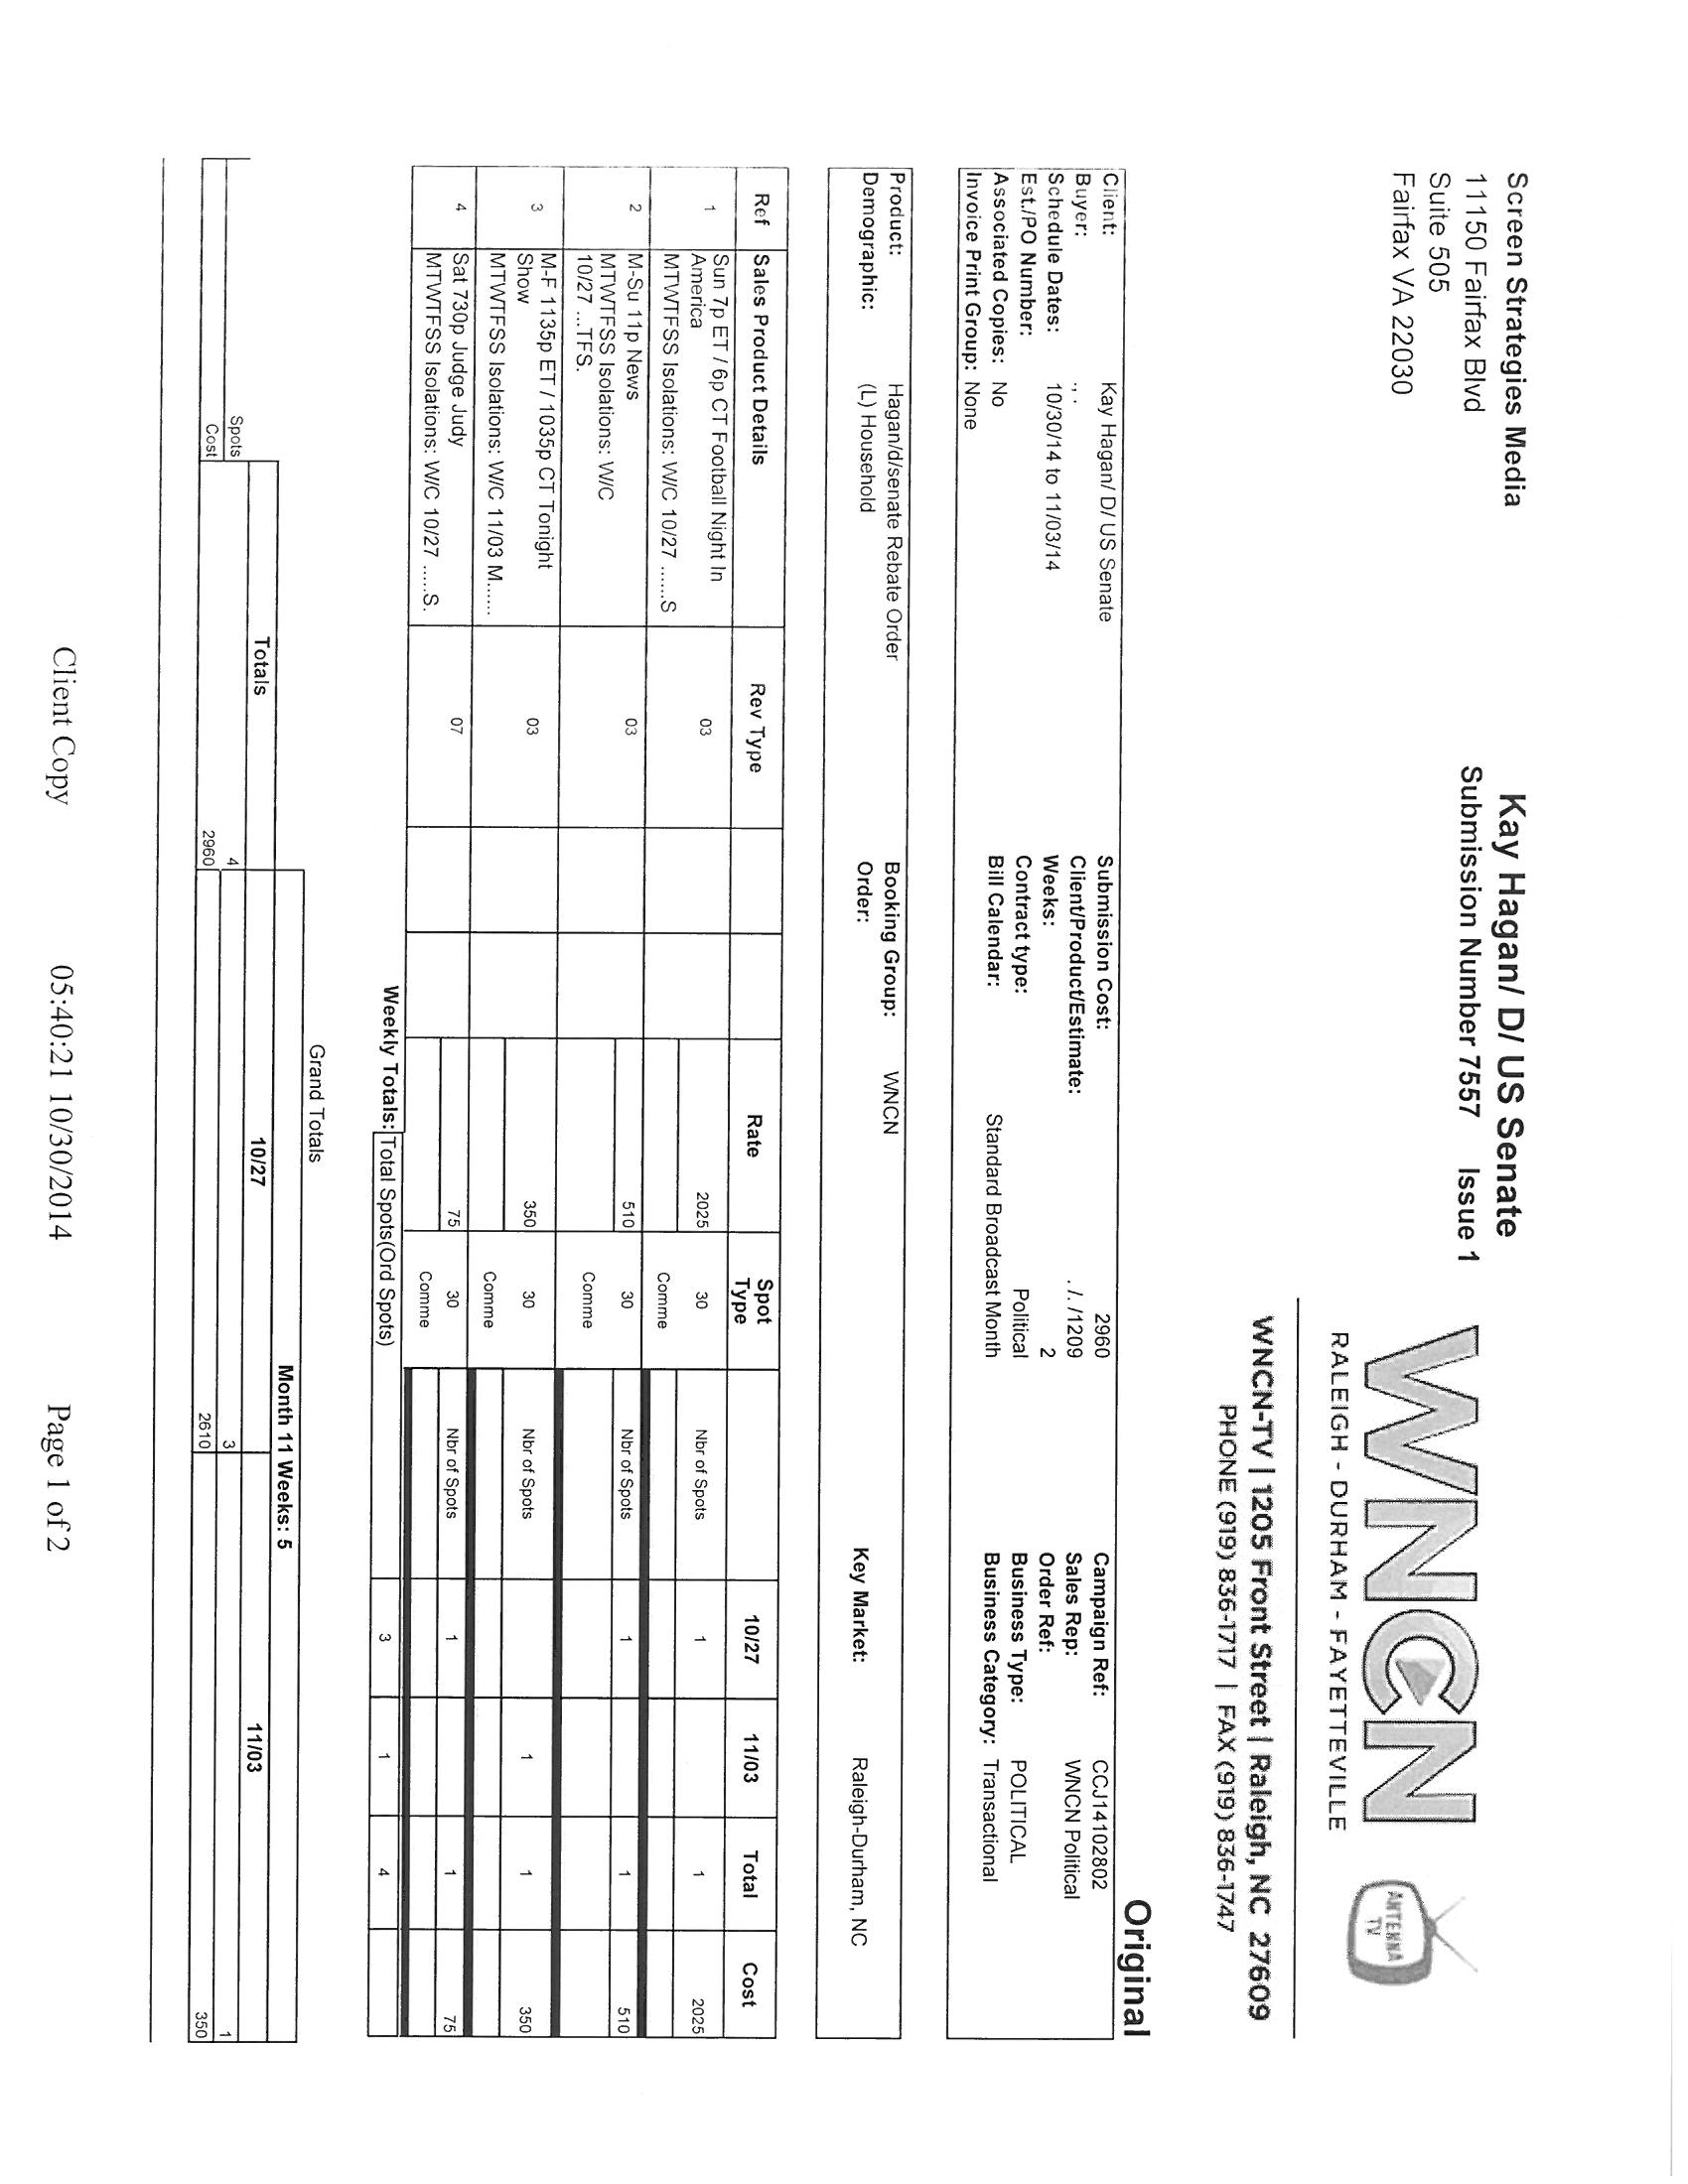 Screen Strategies Media
11150 Fairfax Blvd
Suite 505
Fairfax VA 22030
Kay Hagan/ D/ US Senate
Submission Number 7557 Issue 1
WNCN
RALEIGH - DURHAM - FAYETTEVILLE
ANTENNA
TV
WNCN-TV | 1205 Front Street | Raleigh, NC 27609
PHONE (919) 836-1717 | FAX (919) 836-1747
Original
Client: Kay Hagan/ D/ US Senate Submission Cost: 2960 Campaign Ref: CCJ14102802
Buyer: ., . Client/Product/Estimate: . /. /1209 Sales Rep: WNCN Political
Schedule Dates: 10/30/14 to 11/03/14 Weeks: 2 Order Ref:
Est./PO Number: Contract type: Political Business Type: POLITICAL
Associated Copies: No Bill Calendar: Standard Broadcast Month Business Category: Transactional
Invoice Print Group: None
Product: Hagan/d/senate Rebate Order Booking Group: WNCN
Demographic: (L) Household Order: Key Market: Raleigh-Durham, NC
Ref Sales Product Details Rev Type Rate Spot Type 10/27 11/03 Total Cost
1 Sun 7p ET / 6p CT Football Night In 03 2025 30 Nbr of Spots 1 1 2025
America
MTWTFSS Isolations: W/C 10/27 ......S Comme
2 M-Su 11p News 03 510 30 Nbr of Spots 1 1 510
MTWTFSS Isolations: W/C Comme
10/27 ...TFS.
3 M-F 1135p ET / 1035p CT Tonight 03 350 30 Nbr of Spots 1 1 350
Show
MTWTFSS Isolations: W/C 11/03 M...... Comme
4 Sat 730p Judge Judy 07 75 30 Nbr of Spots 1 1 75
MTWTFSS Isolations: W/C 10/27 .....S. Comme
Weekly Totals: Total Spots(Ord Spots) 3 1 4
Grand Totals
Month 11 Weeks: 5
Totals 10/27 11/03
Spots 4 3 1
Cost 2960 2610 350
Client Copy 05:40:21 10/30/2014 Page 1 of 2